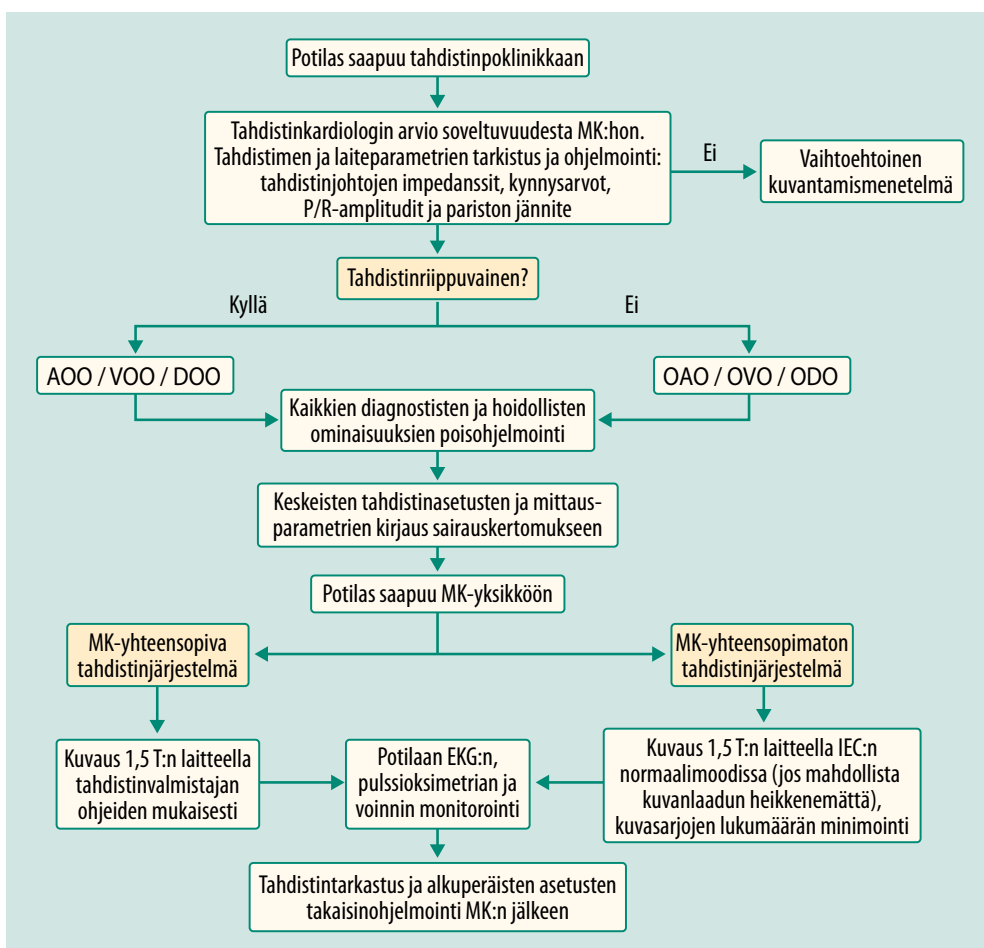 Potilas saapuu tahdistinpoklinikkaan
Tahdistinkardiologin arvio soveltuvuudesta MK:hon.
Tahdistimen ja laiteparametrien tarkistus ja ohjelmointi:
tahdistinjohtojen impedanssit, kynnysarvot,
P/R-amplitudit ja pariston jännite
Ei
Vaihtoehtoinen
kuvantamismenetelmä
Tahdistinriippuvainen?
Kyllä
Ei
AOO / VOO / DOO
OAO / OVO / ODO
Kaikkien diagnostisten ja hoidollisten
ominaisuuksien poisohjelmointi
Keskeisten tahdistinasetusten ja mittaus-
parametrien kirjaus sairauskertomukseen
Potilas saapuu MK-yksikköön
MK-yhteensopiva
tahdistinjärjestelmä
MK-yhteensopimaton
tahdistinjärjestelmä
Kuvaus 1,5 T:n laitteella
tahdistinvalmistajan
ohjeiden mukaisesti
Potilaan EKG:n,
pulssioksimetrian ja
voinnin monitorointi
Kuvaus 1,5 T:n laitteella IEC:n
normaalimoodissa (jos mahdollista
kuvanlaadun heikkenemättä),
kuvasarjojen lukumäärän minimointi
Tahdistintarkastus ja alkuperäisten asetusten
takaisinohjelmointi MK:n jälkeen